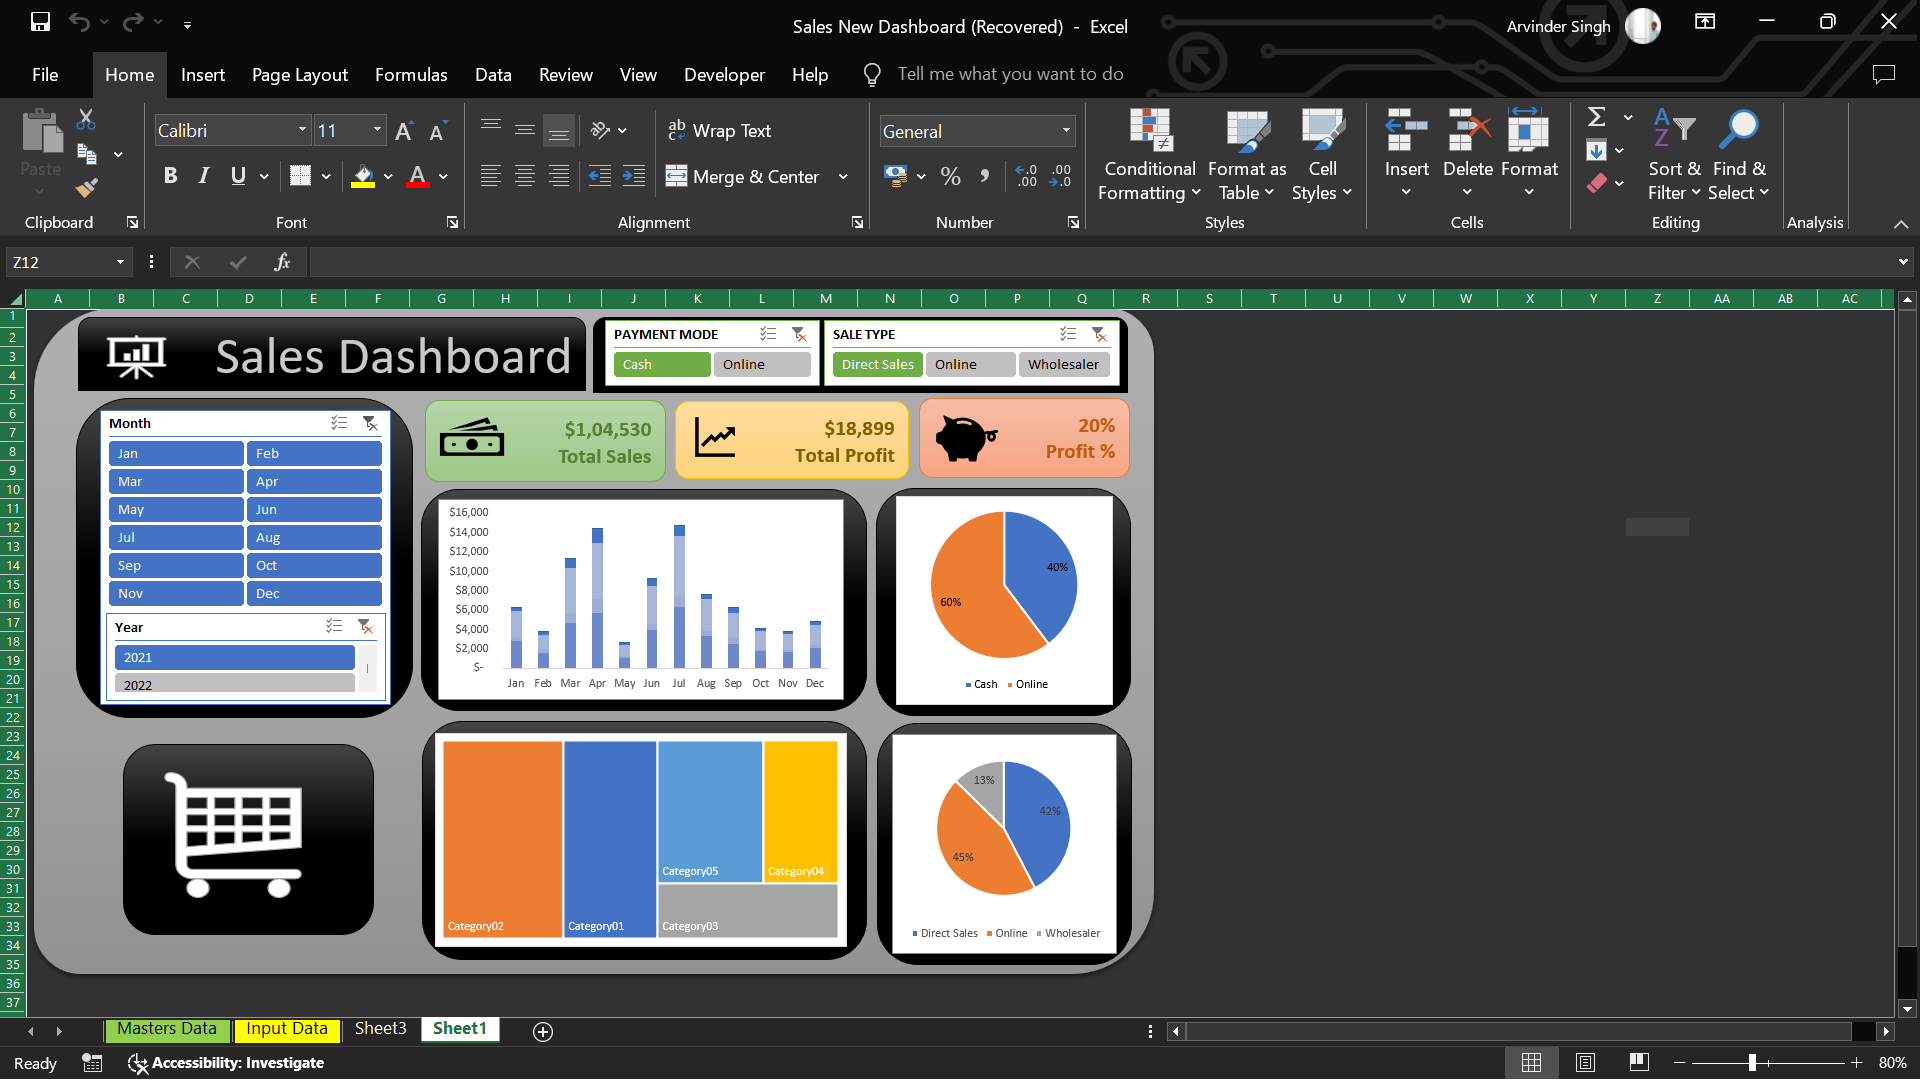 Sales New Dashboard (Recovered) - Excel
Arvinder Singh
File Home Insert Page Layout Formulas Data Review View Developer Help Tell me what you want to do
Paste
Clipboard
Calibri 11
B I U A
Font
ab Wrap Text
Merge & Center
Alignment
General
% 9 .0 .00
Number
Conditional Formatting
Format as Table
Cell Styles
Styles
Insert Delete Format
Cells
Sort & Filter
Find & Select
Editing
Analysis
Z12 fx
A B C D E F G H I J K L M N O P Q R S T U V W X Y Z AA AB AC
1
2
3
4
5
6
7
8
9
10
11
12
13
14
15
16
17
18
19
20
21
22
23
24
25
26
27
28
29
30
31
32
33
34
35
36
37
Sales Dashboard
PAYMENT MODE
Cash Online
SALE TYPE
Direct Sales Online Wholesaler
Month
Jan Feb
Mar Apr
May Jun
Jul Aug
Sep Oct
Nov Dec
Year
2021
2022
$1,04,530
Total Sales
$18,899
Total Profit
20%
Profit %
$16,000
$14,000
$12,000
$10,000
$8,000
$6,000
$4,000
$2,000
$-
Jan Feb Mar Apr May Jun Jul Aug Sep Oct Nov Dec
40%
60%
Cash Online
Category02 Category01 Category05 Category04 Category03
13%
42%
45%
Direct Sales Online Wholesaler
Masters Data Input Data Sheet3 Sheet1
Ready Accessibility: Investigate 80%